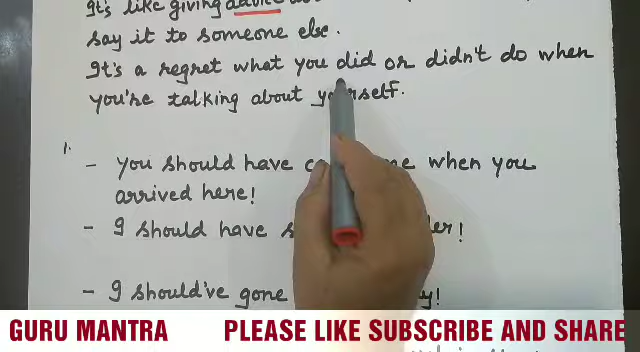 It's like giving advice
say it to someone else.
It's a regret what you did or didn't do when
you're talking about yourself.
1.
- you should have me when you
arrived here!
- I should have
- I should've gone
GURU MANTRA PLEASE LIKE SUBSCRIBE AND SHARE